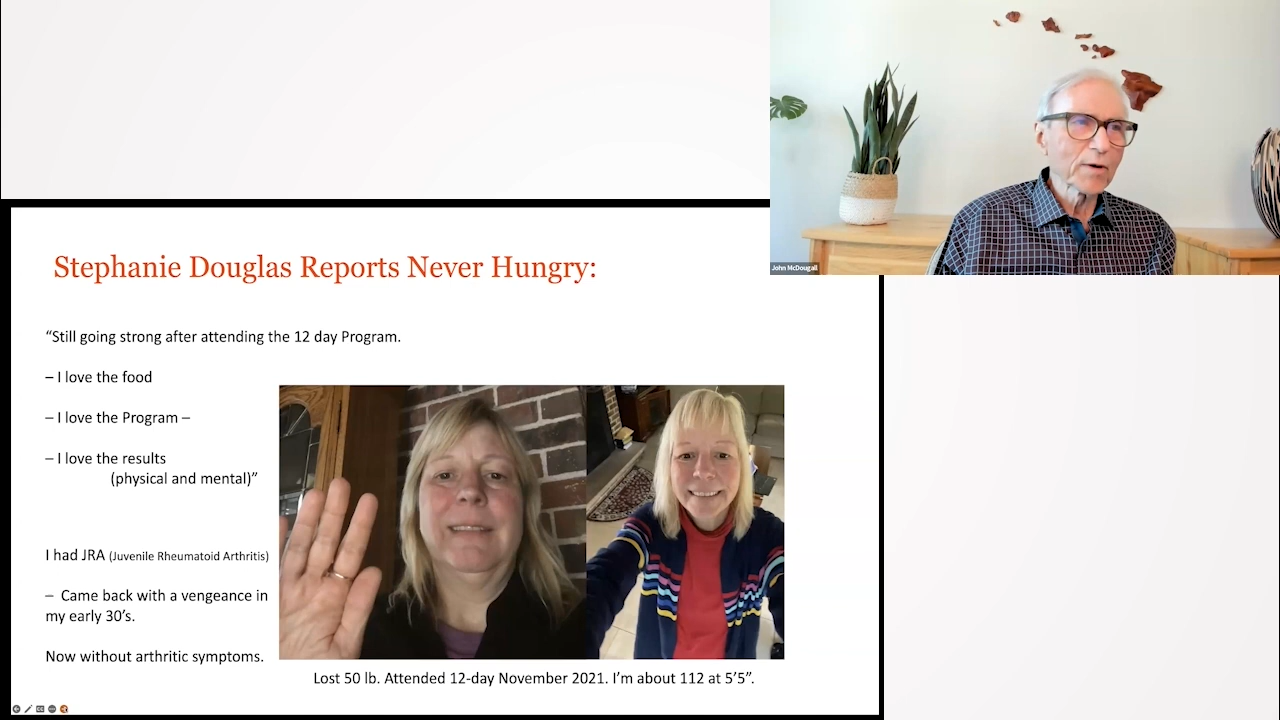 John McDougall
Stephanie Douglas Reports Never Hungry:
“Still going strong after attending the 12 day Program.
– I love the food
– I love the Program –
– I love the results
(physical and mental)”
I had JRA (Juvenile Rheumatoid Arthritis)
– Came back with a vengeance in
my early 30’s.
Now without arthritic symptoms.
Lost 50 lb. Attended 12-day November 2021. I’m about 112 at 5’5”.